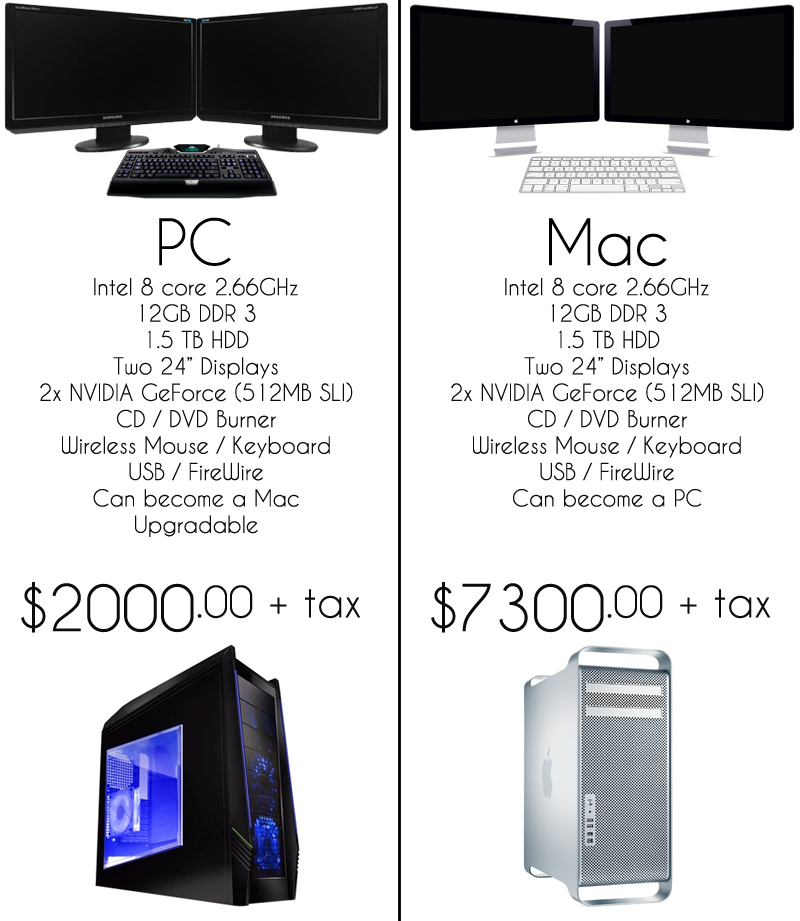 SAMSUNG
SAMSUNG
PC
Intel 8 core 2.66GHz
12GB DDR 3
1.5 TB HDD
Two 24" Displays
2x NVIDIA GeForce (512MB SLI)
CD / DVD Burner
Wireless Mouse / Keyboard
USB / FireWire
Can become a Mac
Upgradable
$2000.00 + tax
Mac
Intel 8 core 2.66GHz
12GB DDR 3
1.5 TB HDD
Two 24" Displays
2x NVIDIA GeForce (512MB SLI)
CD / DVD Burner
Wireless Mouse / Keyboard
USB / FireWire
Can become a PC
$7300.00 + tax